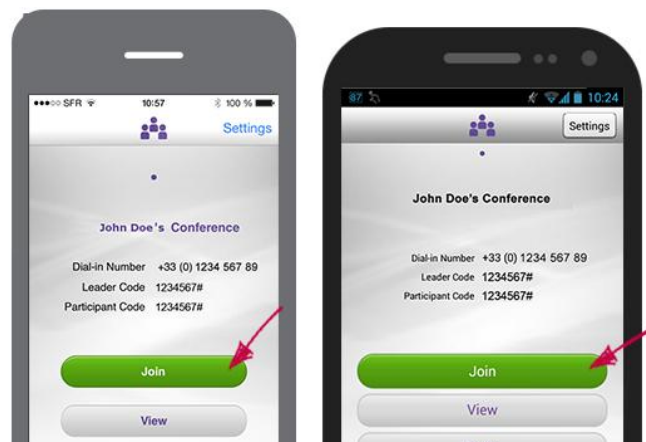 SFR 10:57 100 %
Settings
John Doe's Conference
Dial-in Number +33 (0) 1234 567 89
Leader Code 1234567#
Participant Code 1234567#
Join
View
87 10:24
Settings
John Doe's Conference
Dial-in Number +33 (0) 1234 567 89
Leader Code 1234567#
Participant Code 1234567#
Join
View